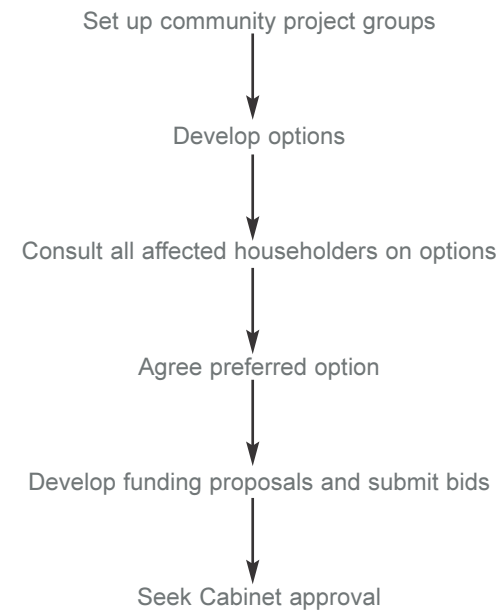 Set up community project groups
Develop options
Consult all affected householders on options
Agree preferred option
Develop funding proposals and submit bids
Seek Cabinet approval